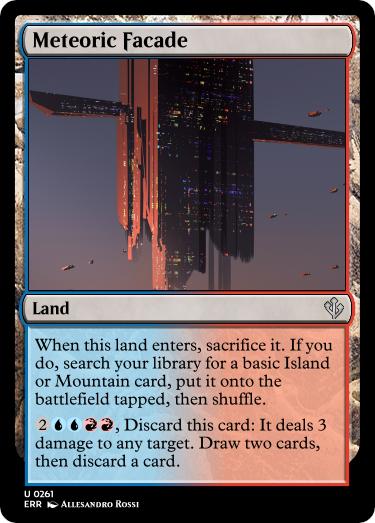 Meteoric Facade
Land
When this land enters, sacrifice it. If you
do, search your library for a basic Island
or Mountain card, put it onto the
battlefield tapped, then shuffle.
2, Discard this card: It deals 3
damage to any target. Draw two cards,
then discard a card.
U 0261
ERR Allesandro Rossi